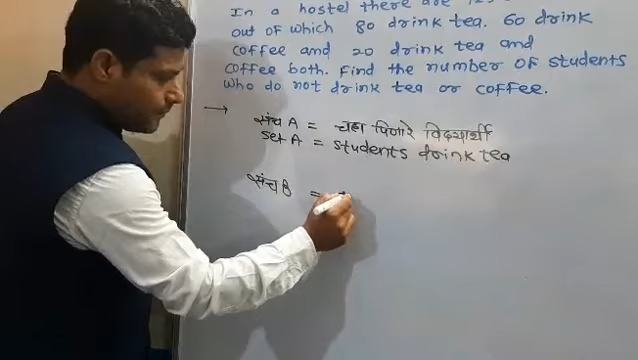 In a hostel there are 125
out of which 80 drink tea. 60 drink
coffee and 20 drink tea and
coffee both. Find the number of students
who do not drink tea or coffee.
→ संच A = चहा पिणारे विद्यार्थी
set A = students drink tea
संच B =